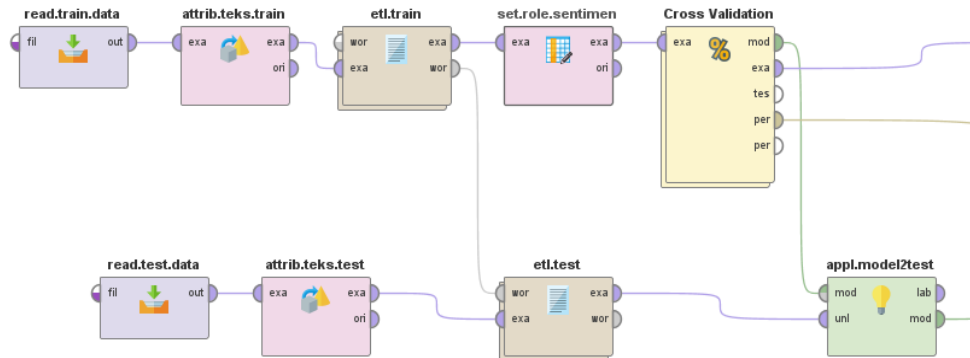 read.train.data
attrib.teks.train
etl.train
set.role.sentimen
Cross Validation
fil
out
exa
exa
ori
wor
exa
exa
wor
exa
exa
ori
exa
mod
exa
tes
per
per
read.test.data
attrib.teks.test
etl.test
appl.model2test
fil
out
exa
exa
ori
wor
exa
exa
wor
mod
unl
lab
mod